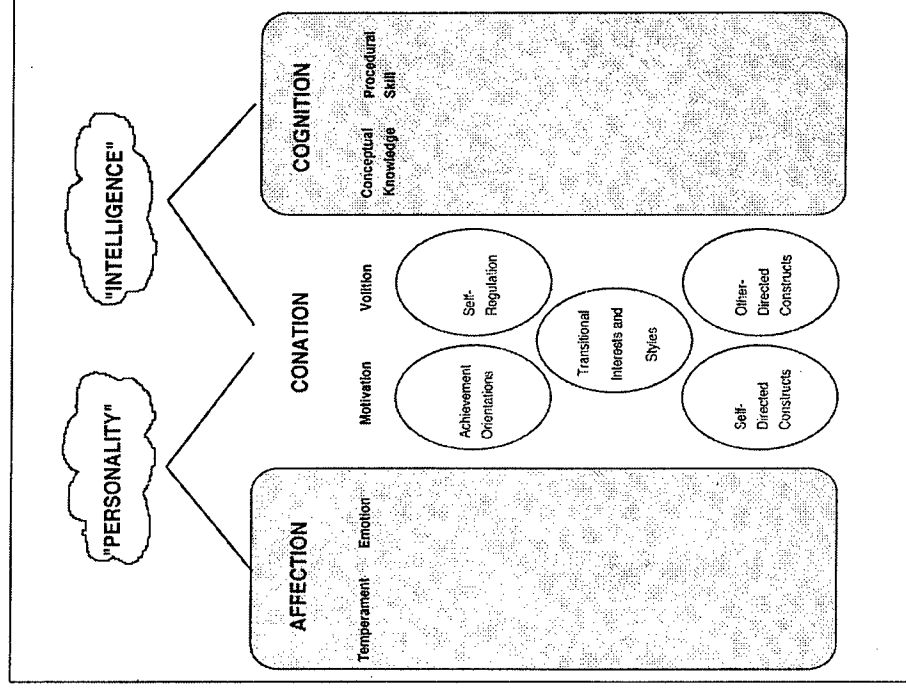 "PERSONALITY"
"INTELLIGENCE"
AFFECTION
CONATION
COGNITION
Temperament
Emotion
Motivation
Volition
Conceptual
Knowledge
Procedural
Skill
Achievement
Orientations
Self-
Regulation
Transitional
Interests and
Styles
Self-
Directed
Constructs
Other-
Directed
Constructs